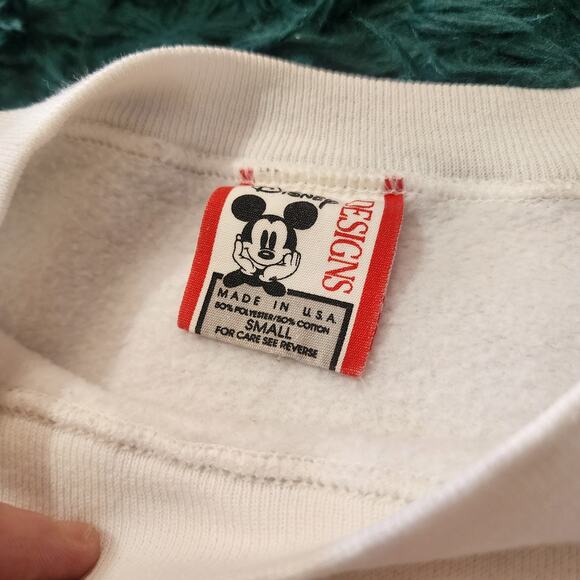 DISNEY
DESIGNS
MADE IN U.S.A.
50% POLYESTER/50% COTTON
SMALL
FOR CARE SEE REVERSE